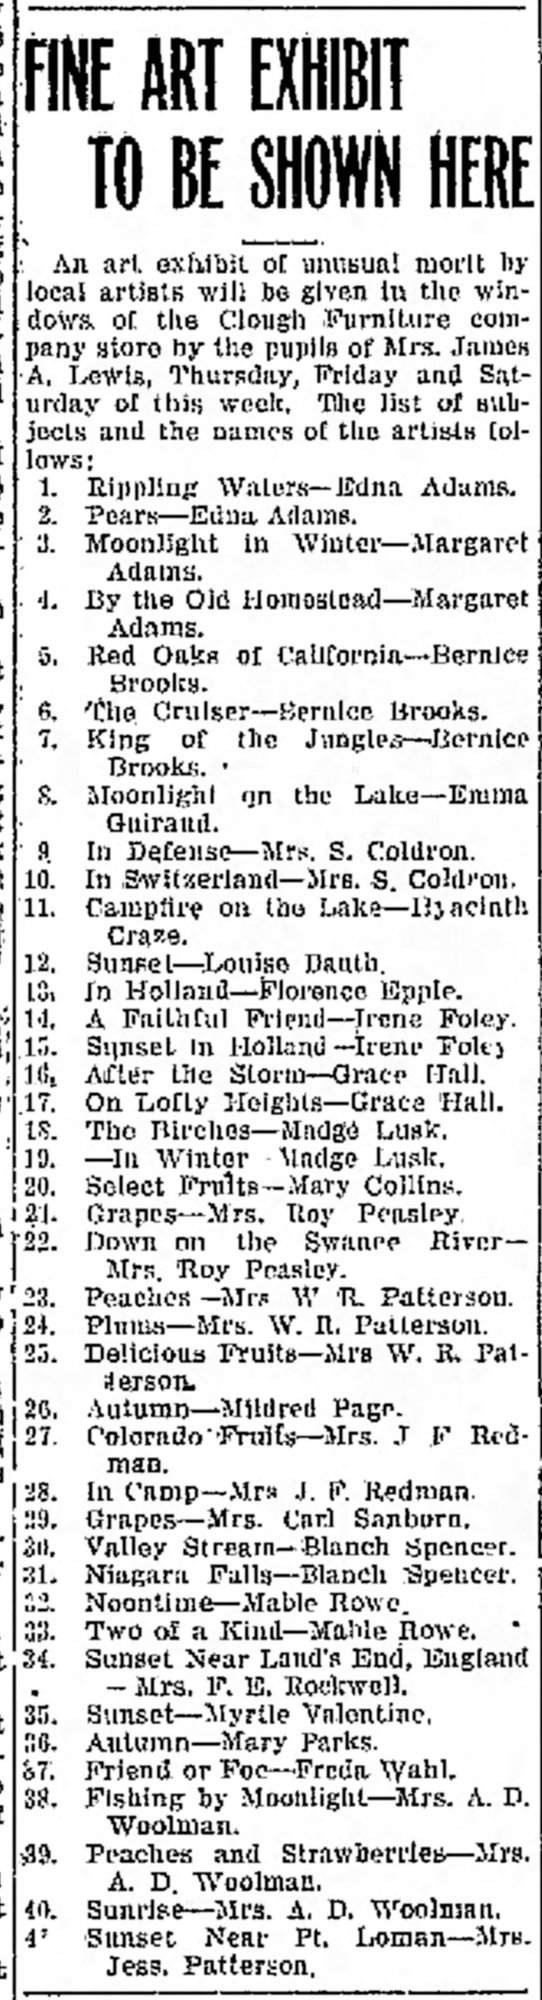 FINE ART EXHIBIT
TO BE SHOWN HERE
An art exhibit of unusual merit by
local artists will be given in the win-
dows of the Clough Furniture com-
pany store by the pupils of Mrs. James
A. Lewis, Thursday, Friday and Sat-
urday of this week. The list of sub-
jects and the names of the artists fol-
lows:
1. Rippling Waters—Edna Adams.
2. Pears—Edna Adams.
3. Moonlight in Winter—Margaret
Adams.
4. By the Old Homestead—Margaret
Adams.
5. Red Oaks of California—Bernice
Brooks.
6. The Cruiser—Bernice Brooks.
7. King of the Jungles—Bernice
Brooks.
8. Moonlight on the Lake—Emma
Guiraud.
9 In Defense—Mrs. S. Coldron.
10. In Switzerland—Mrs. S. Coldron.
11. Campfire on the Lake—Hyacinth
Craze.
12. Sunset—Louise Dauth.
13. In Holland—Florence Epple.
14. A Faithful Friend—Irene Foley.
15. Sunset in Holland—Irene Foley
16. After the Storm—Grace Hall.
17. On Lofty Heights—Grace Hall.
18. The Birches—Madge Lusk.
19. —In Winter - Madge Lusk.
20. Select Fruits—Mary Collins.
21. Grapes—Mrs. Roy Peasley.
22. Down on the Swanee River—
Mrs. Roy Peasley.
23. Peaches—Mrs W R. Patterson.
24. Plums—Mrs. W. R. Patterson.
25. Delicious Fruits—Mrs W. R. Pat-
terson.
26. Autumn—Mildred Page.
27. Colorado Fruits—Mrs. J F Red-
man.
28. In Camp—Mrs J. F. Redman.
29. Grapes—Mrs. Carl Sanborn.
30. Valley Stream—Blanch Spencer.
31. Niagara Falls—Blanch Spencer.
32. Noontime—Mable Rowe.
33. Two of a Kind—Mable Rowe.
34. Sunset Near Land's End, England
—Mrs. F. E. Rockwell.
35. Sunset—Myrtle Valentine.
36. Autumn—Mary Parks.
37. Friend or Foe—Freda Wahl.
38. Fishing by Moonlight—Mrs. A. D.
Woolman.
39. Peaches and Strawberries—Mrs.
A. D. Woolman.
40. Sunrise—Mrs. A. D. Woolman.
Sunset Near Pt. Loman—Mrs.
Jess. Patterson.